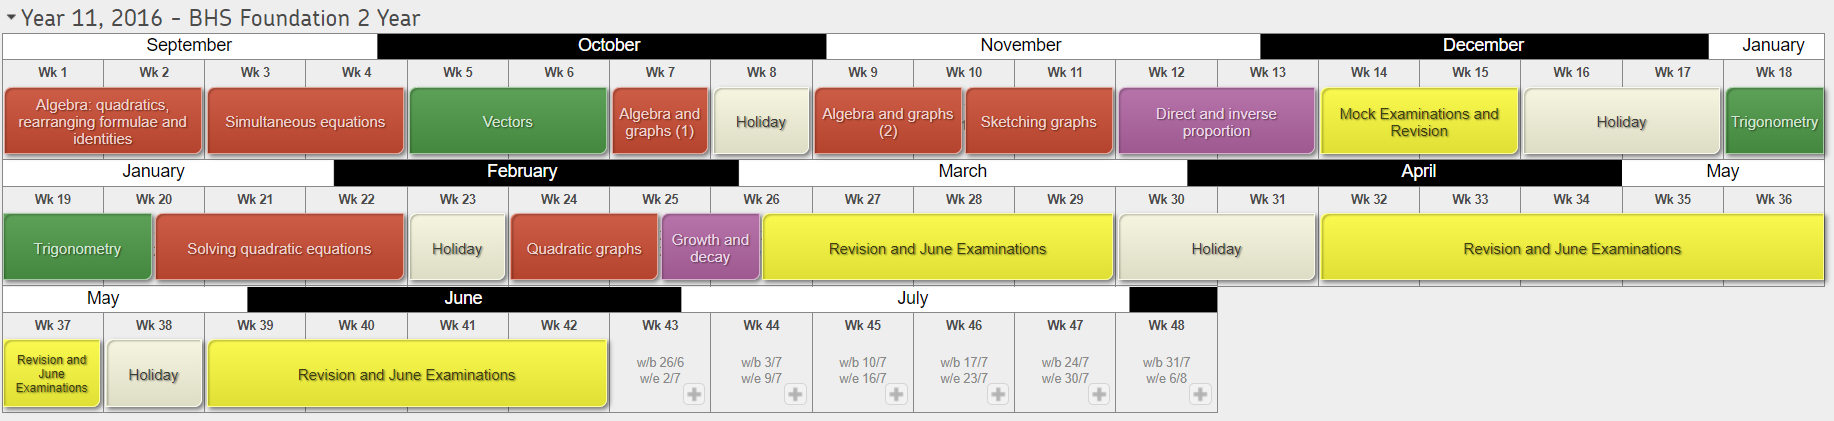 Year 11, 2016 - BHS Foundation 2 Year
September October November December January
Wk 1 Wk 2 Wk 3 Wk 4 Wk 5 Wk 6 Wk 7 Wk 8 Wk 9 Wk 10 Wk 11 Wk 12 Wk 13 Wk 14 Wk 15 Wk 16 Wk 17 Wk 18
Algebra: quadratics,
rearranging formulae and
identities
Simultaneous equations
Vectors
Algebra and
graphs (1)
Holiday
Algebra and graphs
(2)
Sketching graphs
Direct and inverse
proportion
Mock Examinations and
Revision
Holiday
Trigonometry
January February March April May
Wk 19 Wk 20 Wk 21 Wk 22 Wk 23 Wk 24 Wk 25 Wk 26 Wk 27 Wk 28 Wk 29 Wk 30 Wk 31 Wk 32 Wk 33 Wk 34 Wk 35 Wk 36
Trigonometry
Solving quadratic equations
Holiday
Quadratic graphs
Growth and
decay
Revision and June Examinations
Holiday
Revision and June Examinations
May June July
Wk 37 Wk 38 Wk 39 Wk 40 Wk 41 Wk 42 Wk 43 Wk 44 Wk 45 Wk 46 Wk 47 Wk 48
Revision and
June
Examinations
Holiday
Revision and June Examinations
w/b 26/6
w/e 2/7
w/b 3/7
w/e 9/7
w/b 10/7
w/e 16/7
w/b 17/7
w/e 23/7
w/b 24/7
w/e 30/7
w/b 31/7
w/e 6/8